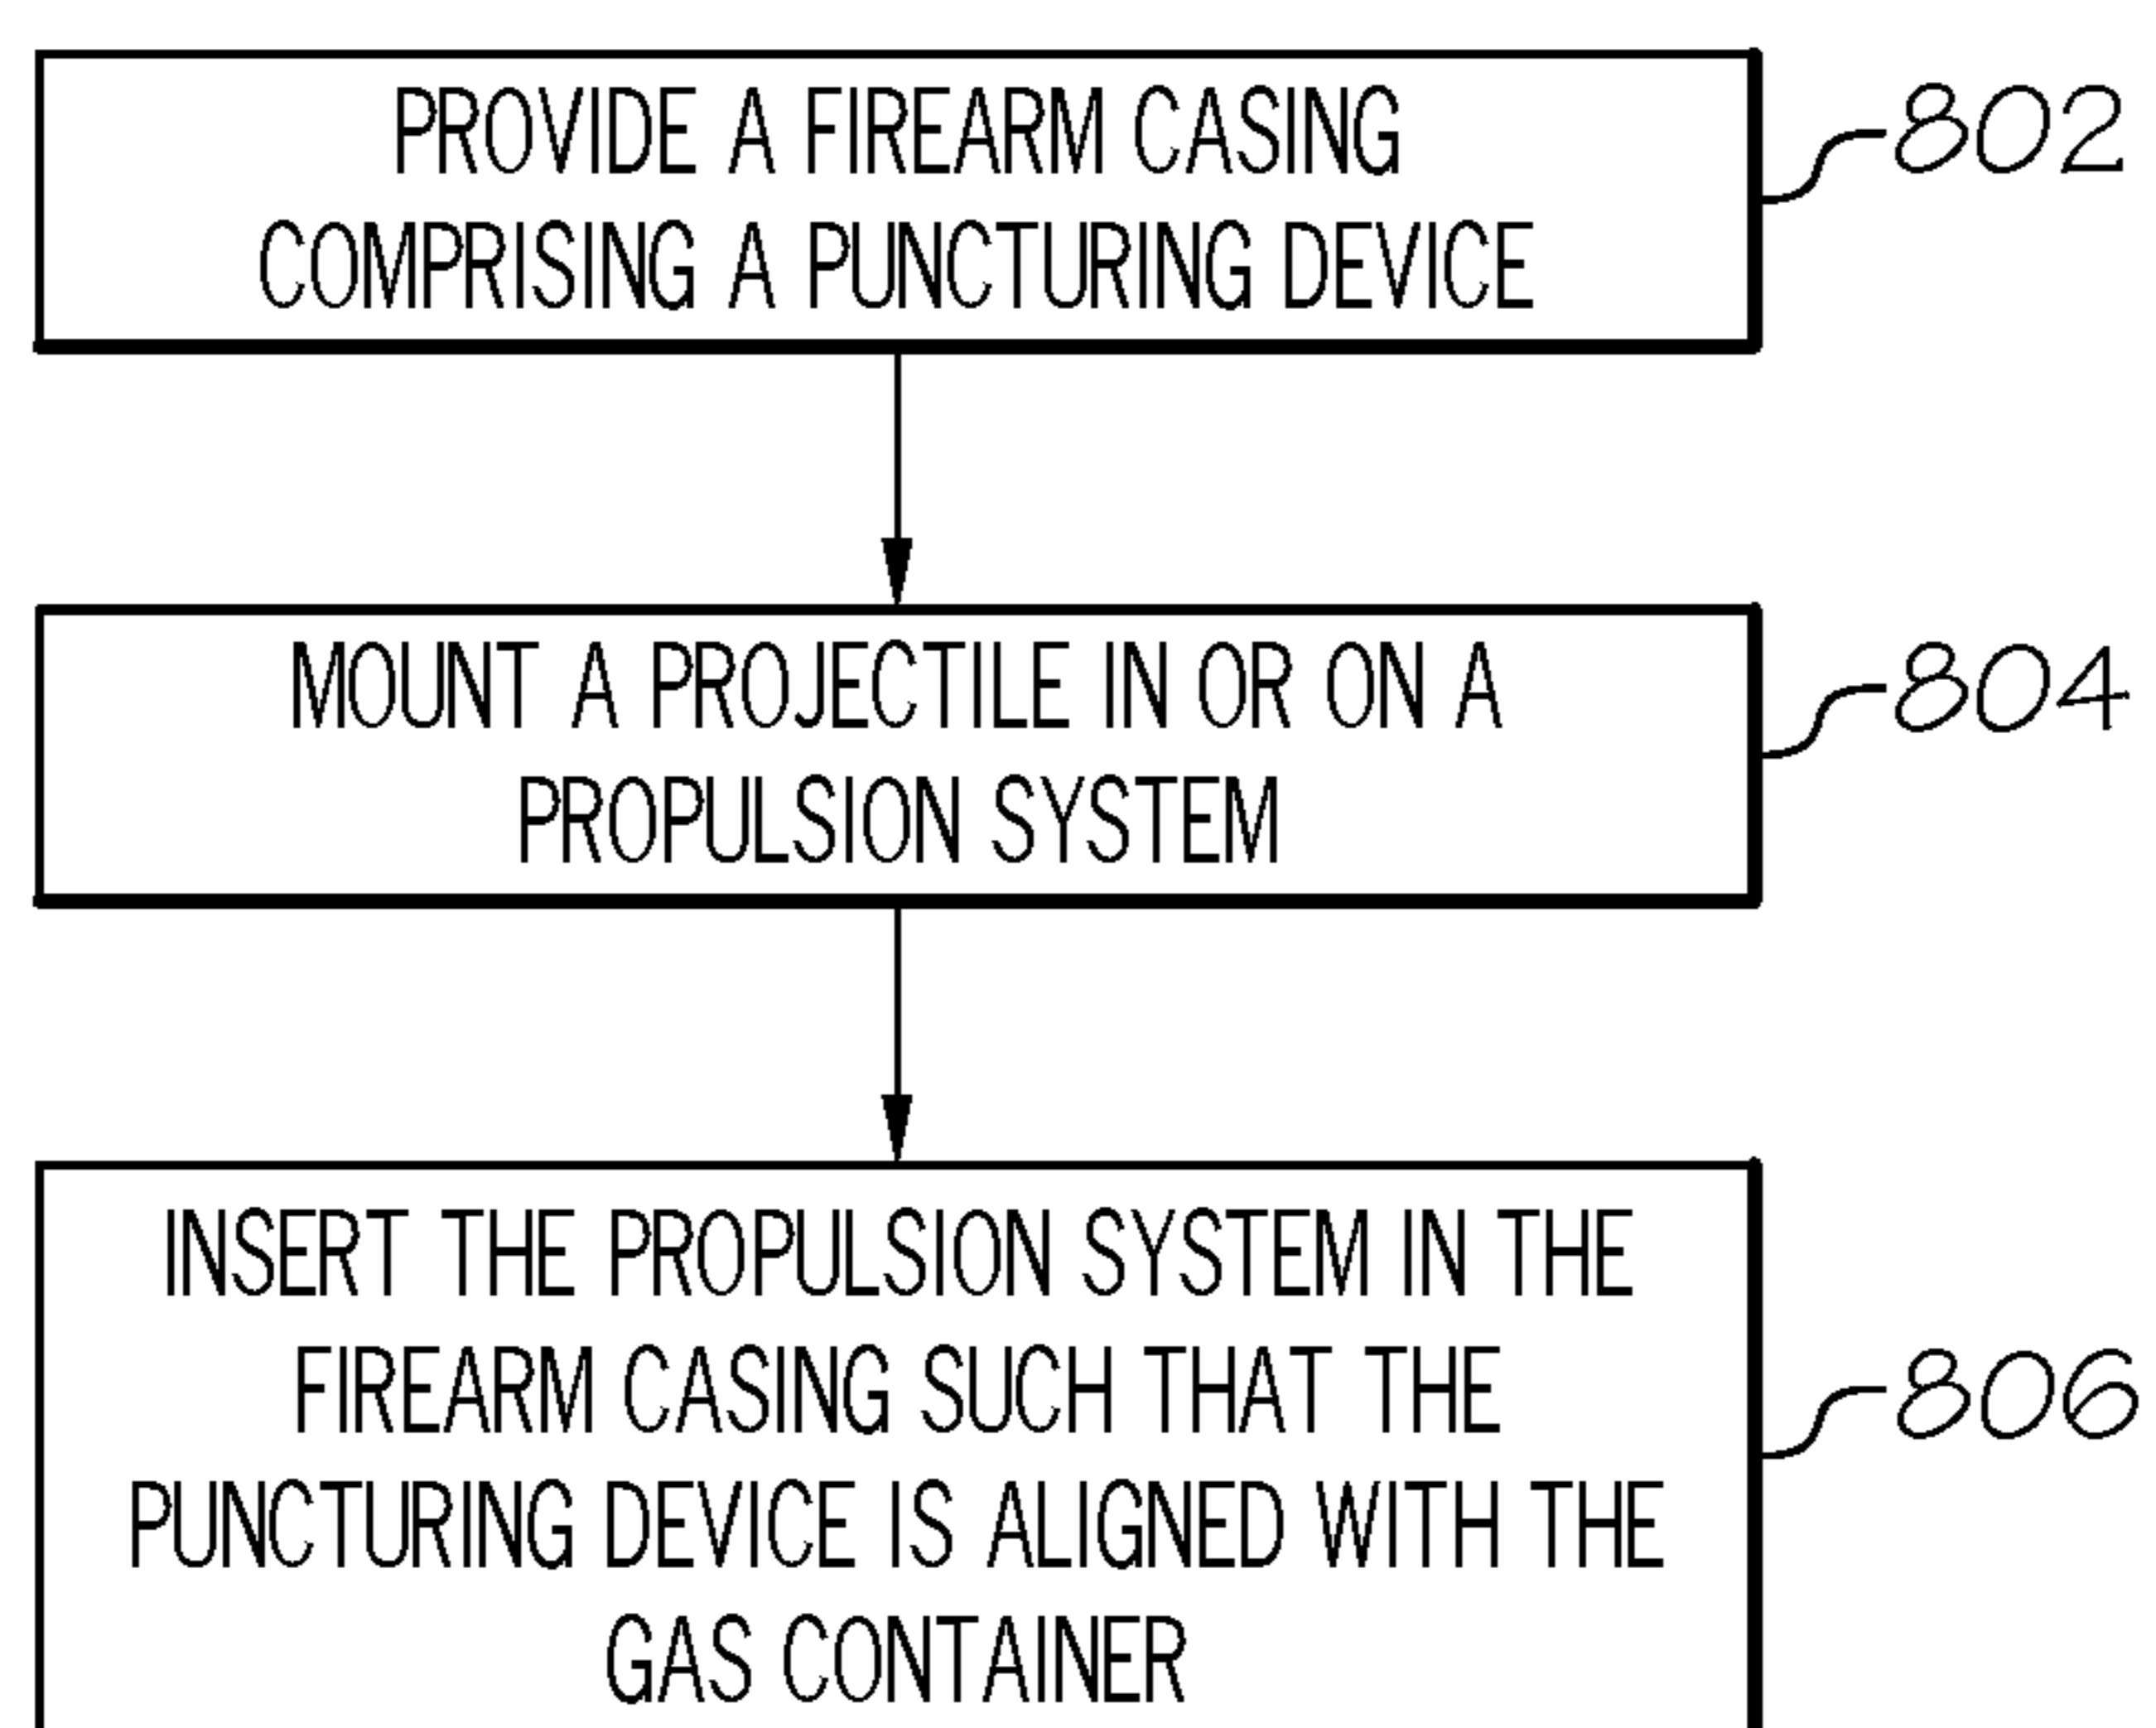 PROVIDE A FIREARM CASING
COMPRISING A PUNCTURING DEVICE
802
MOUNT A PROJECTILE IN OR ON A
PROPULSION SYSTEM
804
INSERT THE PROPULSION SYSTEM IN THE
FIREARM CASING SUCH THAT THE
PUNCTURING DEVICE IS ALIGNED WITH THE
GAS CONTAINER
806